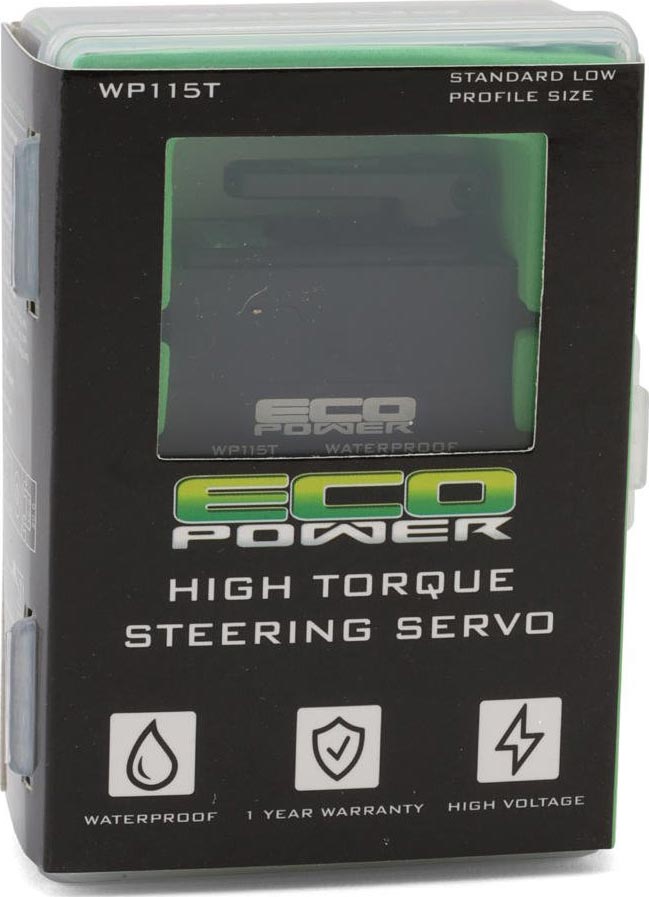 WP115T
STANDARD LOW
PROFILE SIZE
ECO
POWER
WP115T WATERPROOF
ECO
POWER
HIGH TORQUE
STEERING SERVO
WATERPROOF
1 YEAR WARRANTY
HIGH VOLTAGE